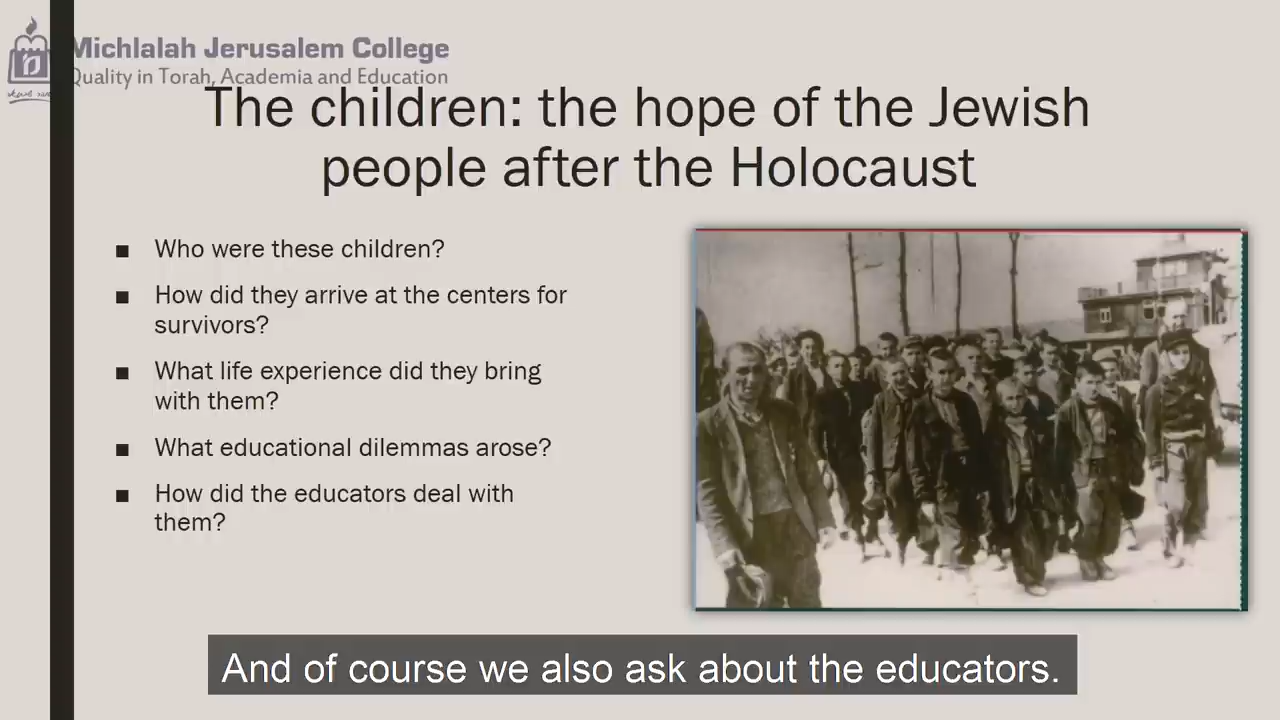 Michlalah Jerusalem College
Quality in Torah, Academia and Education
The children: the hope of the Jewish
people after the Holocaust
■ Who were these children?
■ How did they arrive at the centers for
survivors?
■ What life experience did they bring
with them?
■ What educational dilemmas arose?
■ How did the educators deal with
them?
And of course we also ask about the educators.